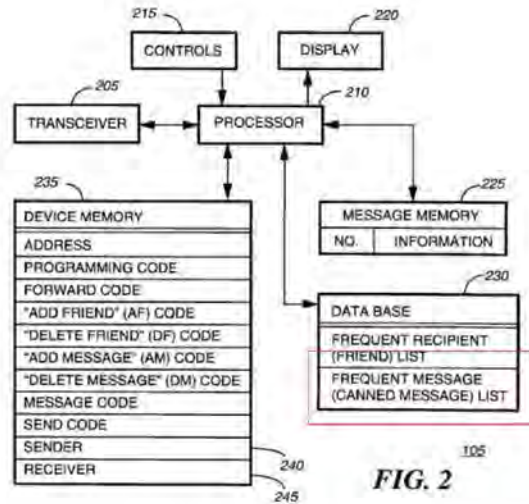 215
CONTROLS
220
DISPLAY
205
TRANSCEIVER
210
PROCESSOR
235
DEVICE MEMORY
ADDRESS
PROGRAMMING CODE
FORWARD CODE
"ADD FRIEND" (AF) CODE
"DELETE FRIEND" (DF) CODE
"ADD MESSAGE" (AM) CODE
"DELETE MESSAGE" (DM) CODE
MESSAGE CODE
SEND CODE
SENDER
RECEIVER
240
245
225
MESSAGE MEMORY
NO. INFORMATION
230
DATA BASE
FREQUENT RECIPIENT
(FRIEND) LIST
FREQUENT MESSAGE
(CANNED MESSAGE) LIST
105
FIG. 2